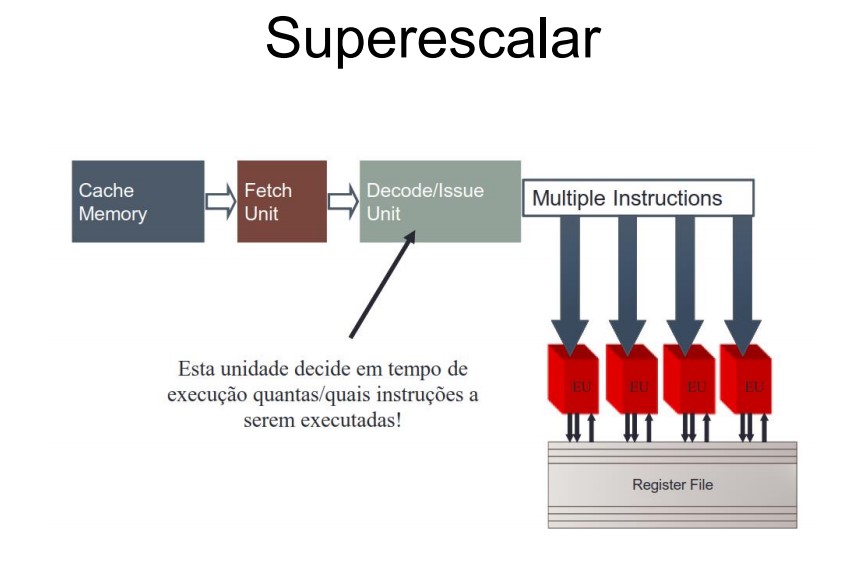 Superescalar
Cache
Memory
Fetch
Unit
Decode/Issue
Unit
Multiple Instructions
Esta unidade decide em tempo de
execução quantas/quais instruções a
serem executadas!
EU
EU
EU
EU
Register File